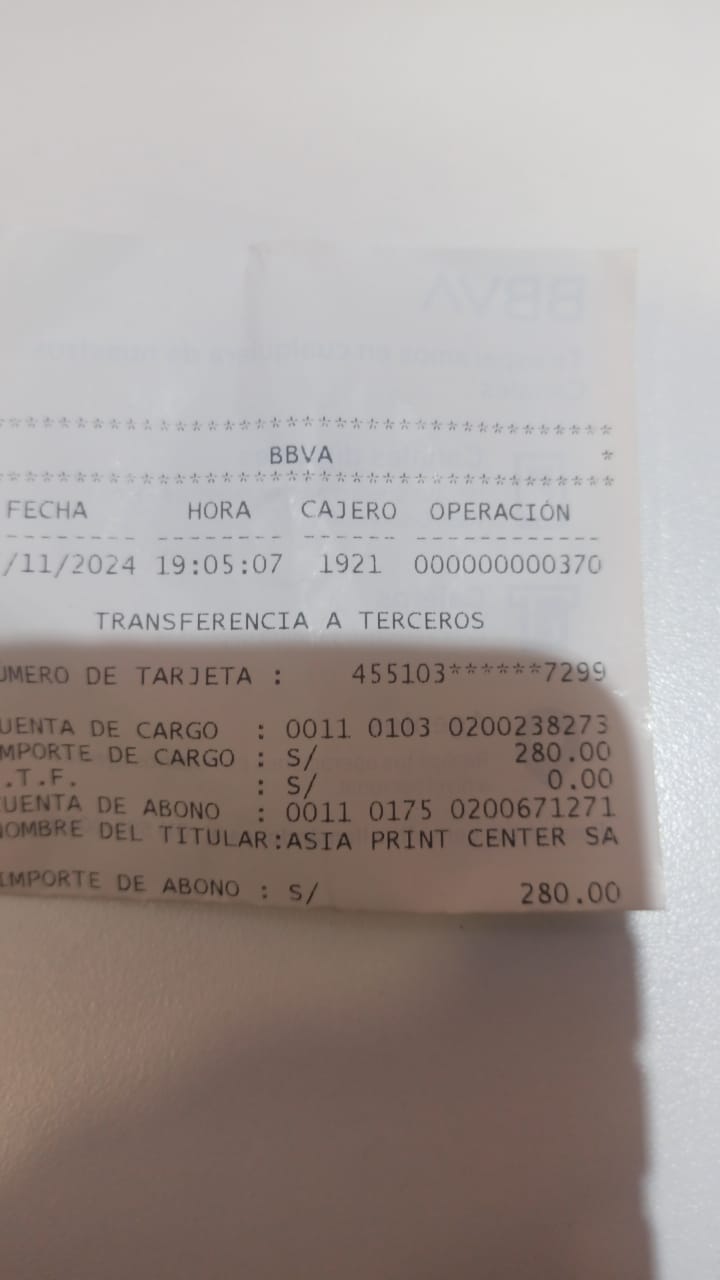 ****************************************
BBVA *
****************************************
FECHA HORA CAJERO OPERACIÓN
-------- -------- ------ -------------
/11/2024 19:05:07 1921 000000000370
TRANSFERENCIA A TERCEROS
UMERO DE TARJETA : 455103******7299
UENTA DE CARGO : 0011 0103 0200238273
MPORTE DE CARGO : S/ 280.00
.T.F. : S/ 0.00
CUENTA DE ABONO : 0011 0175 0200671271
NOMBRE DEL TITULAR:ASIA PRINT CENTER SA
IMPORTE DE ABONO : S/ 280.00